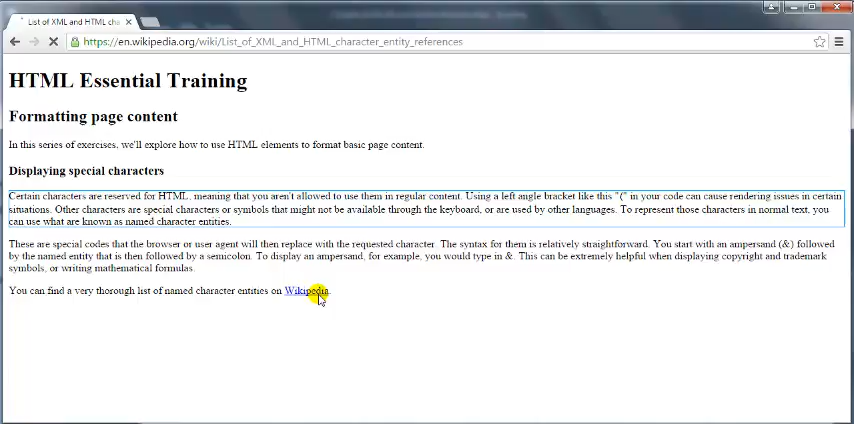 List of XML and HTML cha
https://en.wikipedia.org/wiki/List_of_XML_and_HTML_character_entity_references
HTML Essential Training
Formatting page content
In this series of exercises, we'll explore how to use HTML elements to format basic page content.
Displaying special characters
Certain characters are reserved for HTML, meaning that you aren't allowed to use them in regular content. Using a left angle bracket like this "(" in your code can cause rendering issues in certain
situations. Other characters are special characters or symbols that might not be available through the keyboard, or are used by other languages. To represent those characters in normal text, you
can use what are known as named character entities.
These are special codes that the browser or user agent will then replace with the requested character. The syntax for them is relatively straightforward. You start with an ampersand (&) followed
by the named entity that is then followed by a semicolon. To display an ampersand, for example, you would type in &. This can be extremely helpful when displaying copyright and trademark
symbols, or writing mathematical formulas.
You can find a very thorough list of named character entities on Wikipedia.